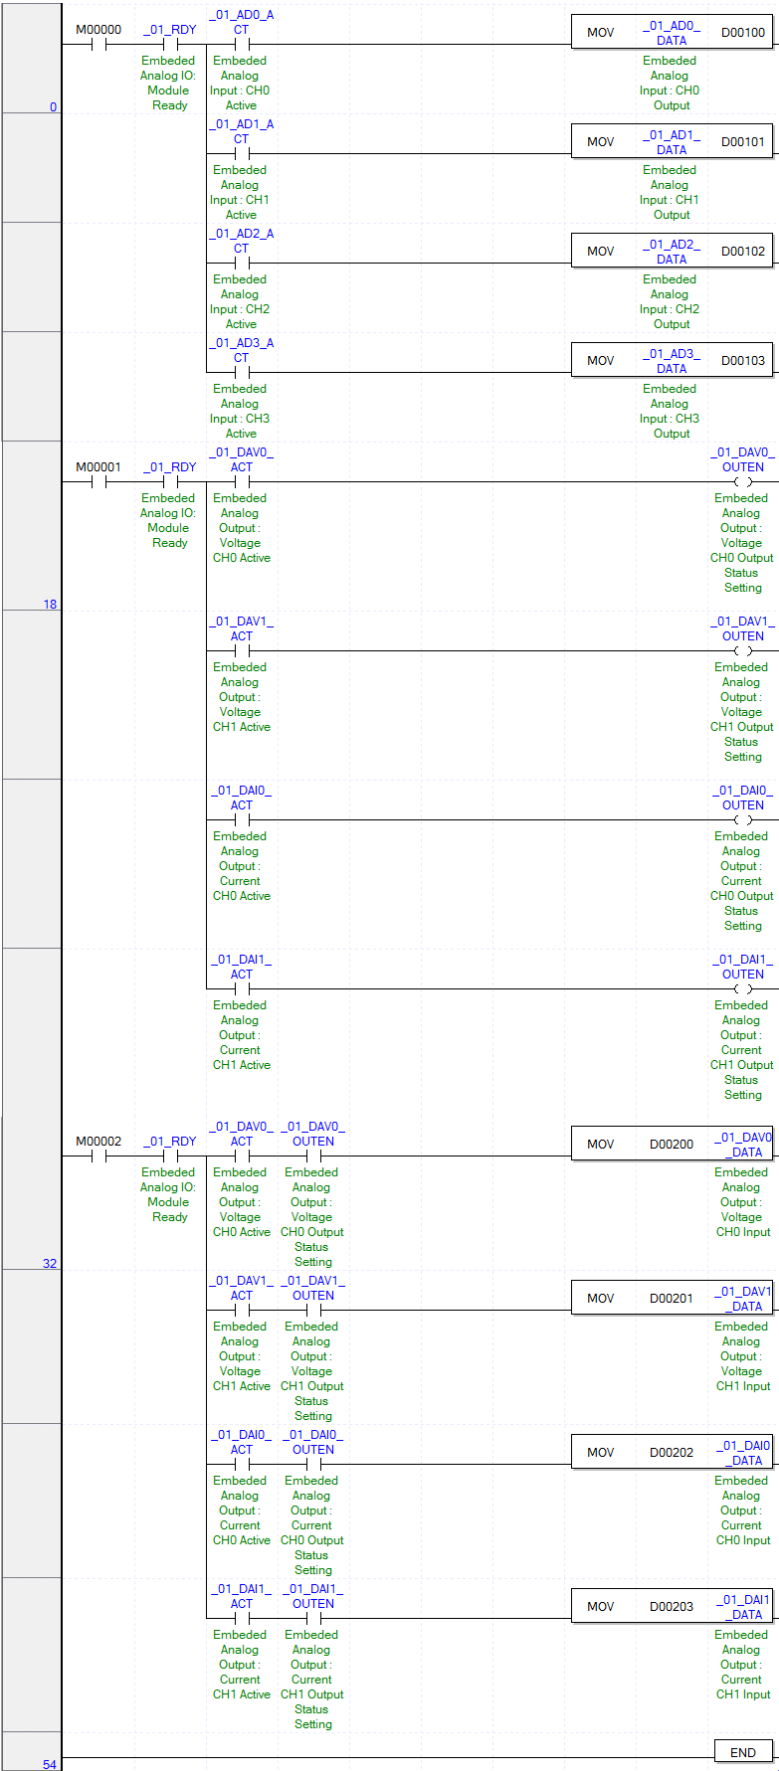 M00000 _01_RDY _01_AD0_A
CT MOV _01_AD0_
DATA D00100
Embeded
Analog IO:
Module
Ready
Embeded
Analog
Input : CH0
Active
Embeded
Analog
Input : CH0
Output
0
_01_AD1_A
CT MOV _01_AD1_
DATA D00101
Embeded
Analog
Input : CH1
Active
Embeded
Analog
Input : CH1
Output
_01_AD2_A
CT MOV _01_AD2_
DATA D00102
Embeded
Analog
Input : CH2
Active
Embeded
Analog
Input : CH2
Output
_01_AD3_A
CT MOV _01_AD3_
DATA D00103
Embeded
Analog
Input : CH3
Active
Embeded
Analog
Input : CH3
Output
M00001 _01_RDY _01_DAV0_
ACT _01_DAV0_
OUTEN
Embeded
Analog IO:
Module
Ready
Embeded
Analog
Output :
Voltage
CH0 Active
Embeded
Analog
Output :
Voltage
CH0 Output
Status
Setting
18
_01_DAV1_
ACT _01_DAV1_
OUTEN
Embeded
Analog
Output :
Voltage
CH1 Active
Embeded
Analog
Output :
Voltage
CH1 Output
Status
Setting
_01_DAI0_
ACT _01_DAI0_
OUTEN
Embeded
Analog
Output :
Current
CH0 Active
Embeded
Analog
Output :
Current
CH0 Output
Status
Setting
_01_DAI1_
ACT _01_DAI1_
OUTEN
Embeded
Analog
Output :
Current
CH1 Active
Embeded
Analog
Output :
Current
CH1 Output
Status
Setting
M00002 _01_RDY _01_DAV0_
ACT _01_DAV0_
OUTEN MOV D00200 _01_DAV0
_DATA
Embeded
Analog IO:
Module
Ready
Embeded
Analog
Output :
Voltage
CH0 Active
Embeded
Analog
Output :
Voltage
CH0 Output
Status
Setting
Embeded
Analog
Output :
Voltage
CH0 Input
32
_01_DAV1_
ACT _01_DAV1_
OUTEN MOV D00201 _01_DAV1
_DATA
Embeded
Analog
Output :
Voltage
CH1 Active
Embeded
Analog
Output :
Voltage
CH1 Output
Status
Setting
Embeded
Analog
Output :
Voltage
CH1 Input
_01_DAI0_
ACT _01_DAI0_
OUTEN MOV D00202 _01_DAI0
_DATA
Embeded
Analog
Output :
Current
CH0 Active
Embeded
Analog
Output :
Current
CH0 Output
Status
Setting
Embeded
Analog
Output :
Current
CH0 Input
_01_DAI1_
ACT _01_DAI1_
OUTEN MOV D00203 _01_DAI1
_DATA
Embeded
Analog
Output :
Current
CH1 Active
Embeded
Analog
Output :
Current
CH1 Output
Status
Setting
Embeded
Analog
Output :
Current
CH1 Input
54
END